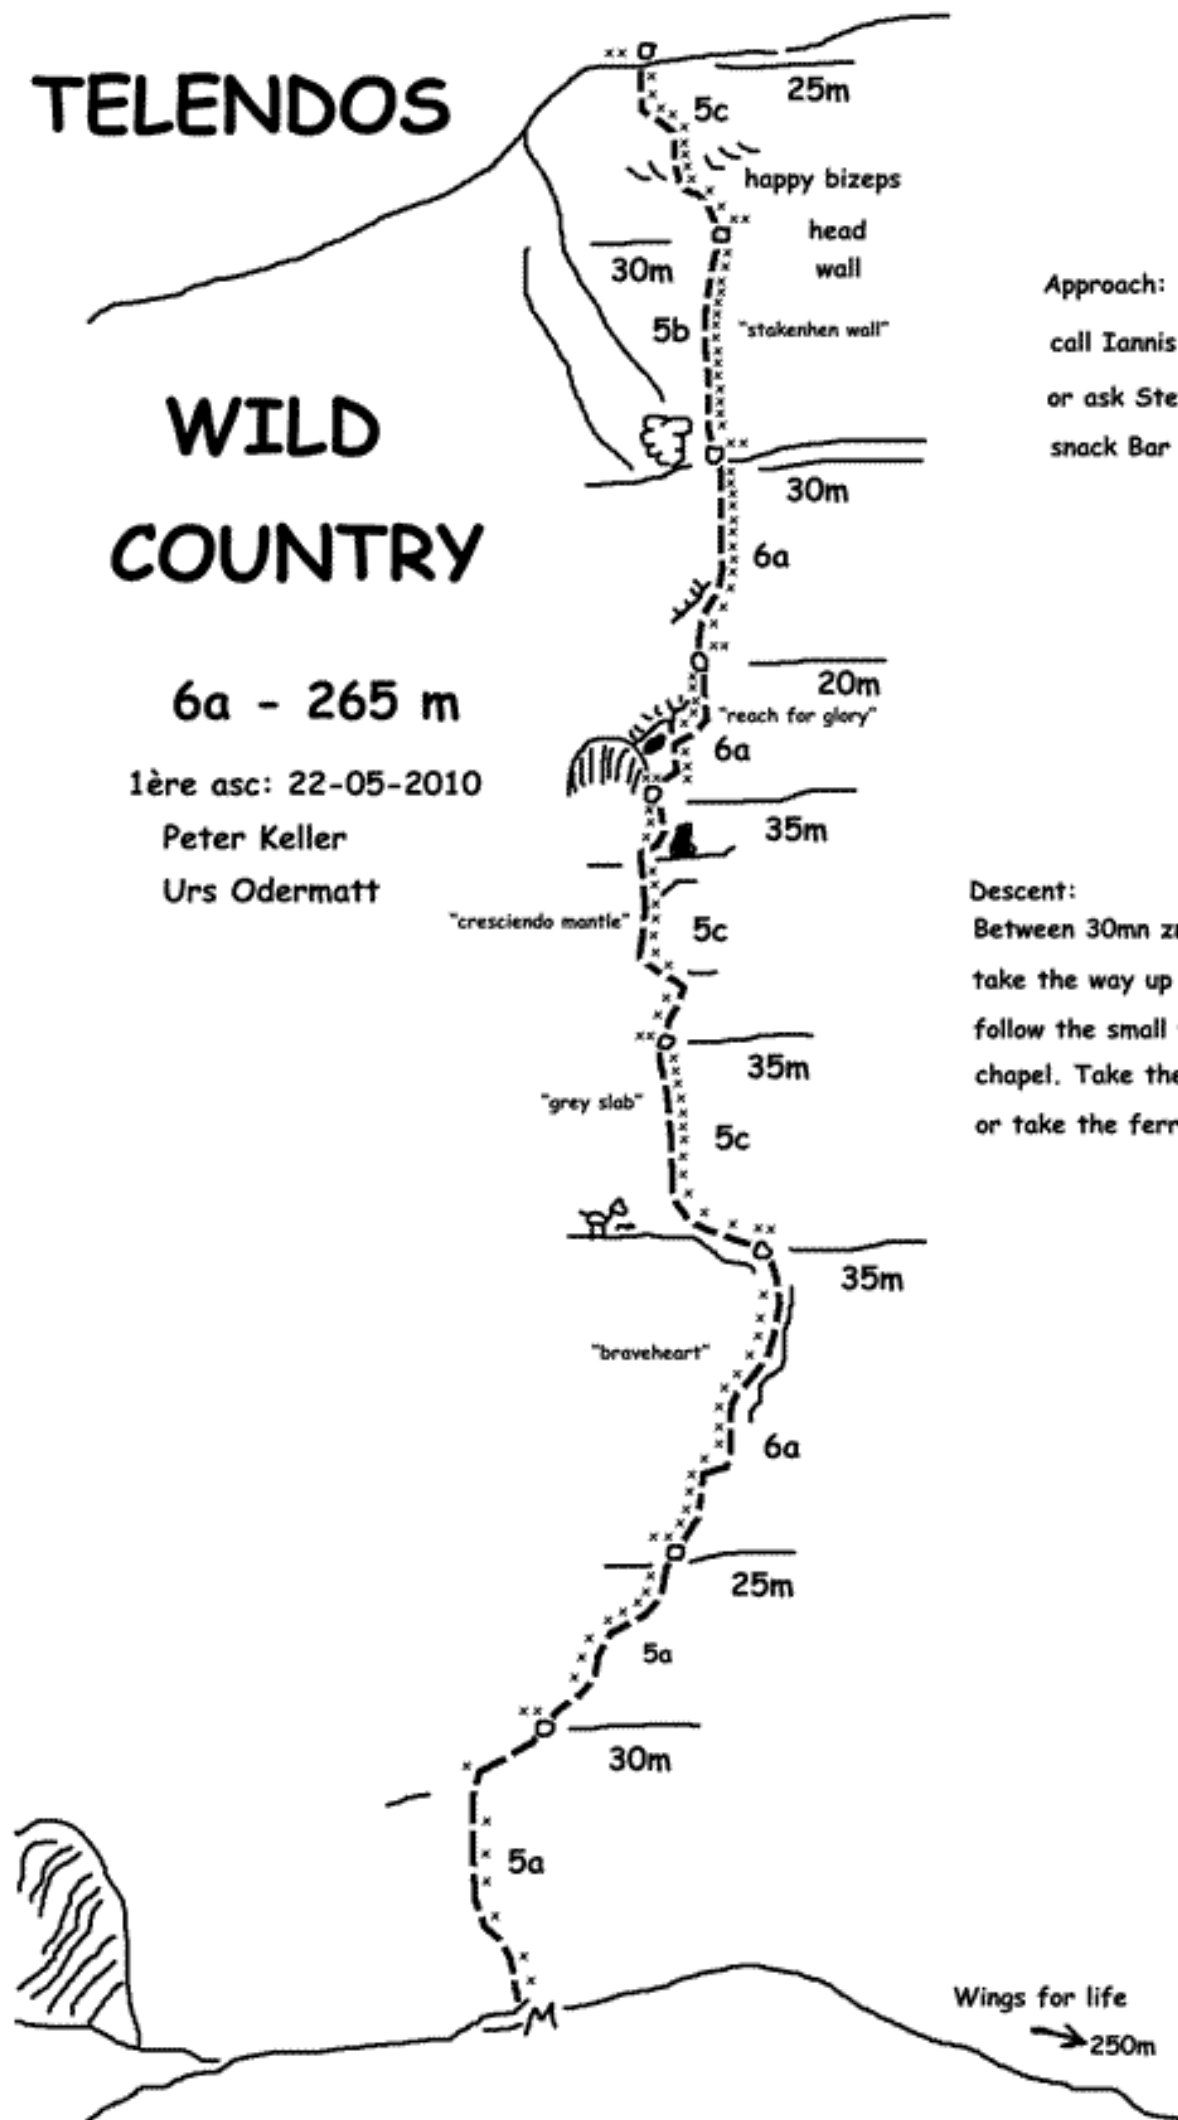 TELENDOS
WILD
COUNTRY
6a - 265 m
1ère asc: 22-05-2010
Peter Keller
Urs Odermatt
25m
5c
happy bizeps
head
wall
30m
5b
"stakenhen wall"
30m
6a
20m
"reach for glory"
6a
35m
"cresciendo mantle"
5c
35m
"grey slab"
5c
35m
"braveheart"
6a
25m
5a
30m
5a
M
Wings for life
250m
Approach:
call Iannis
or ask Ste
snack Bar
Descent:
Between 30mn
take the way up
follow the small
chapel. Take the
or take the ferr